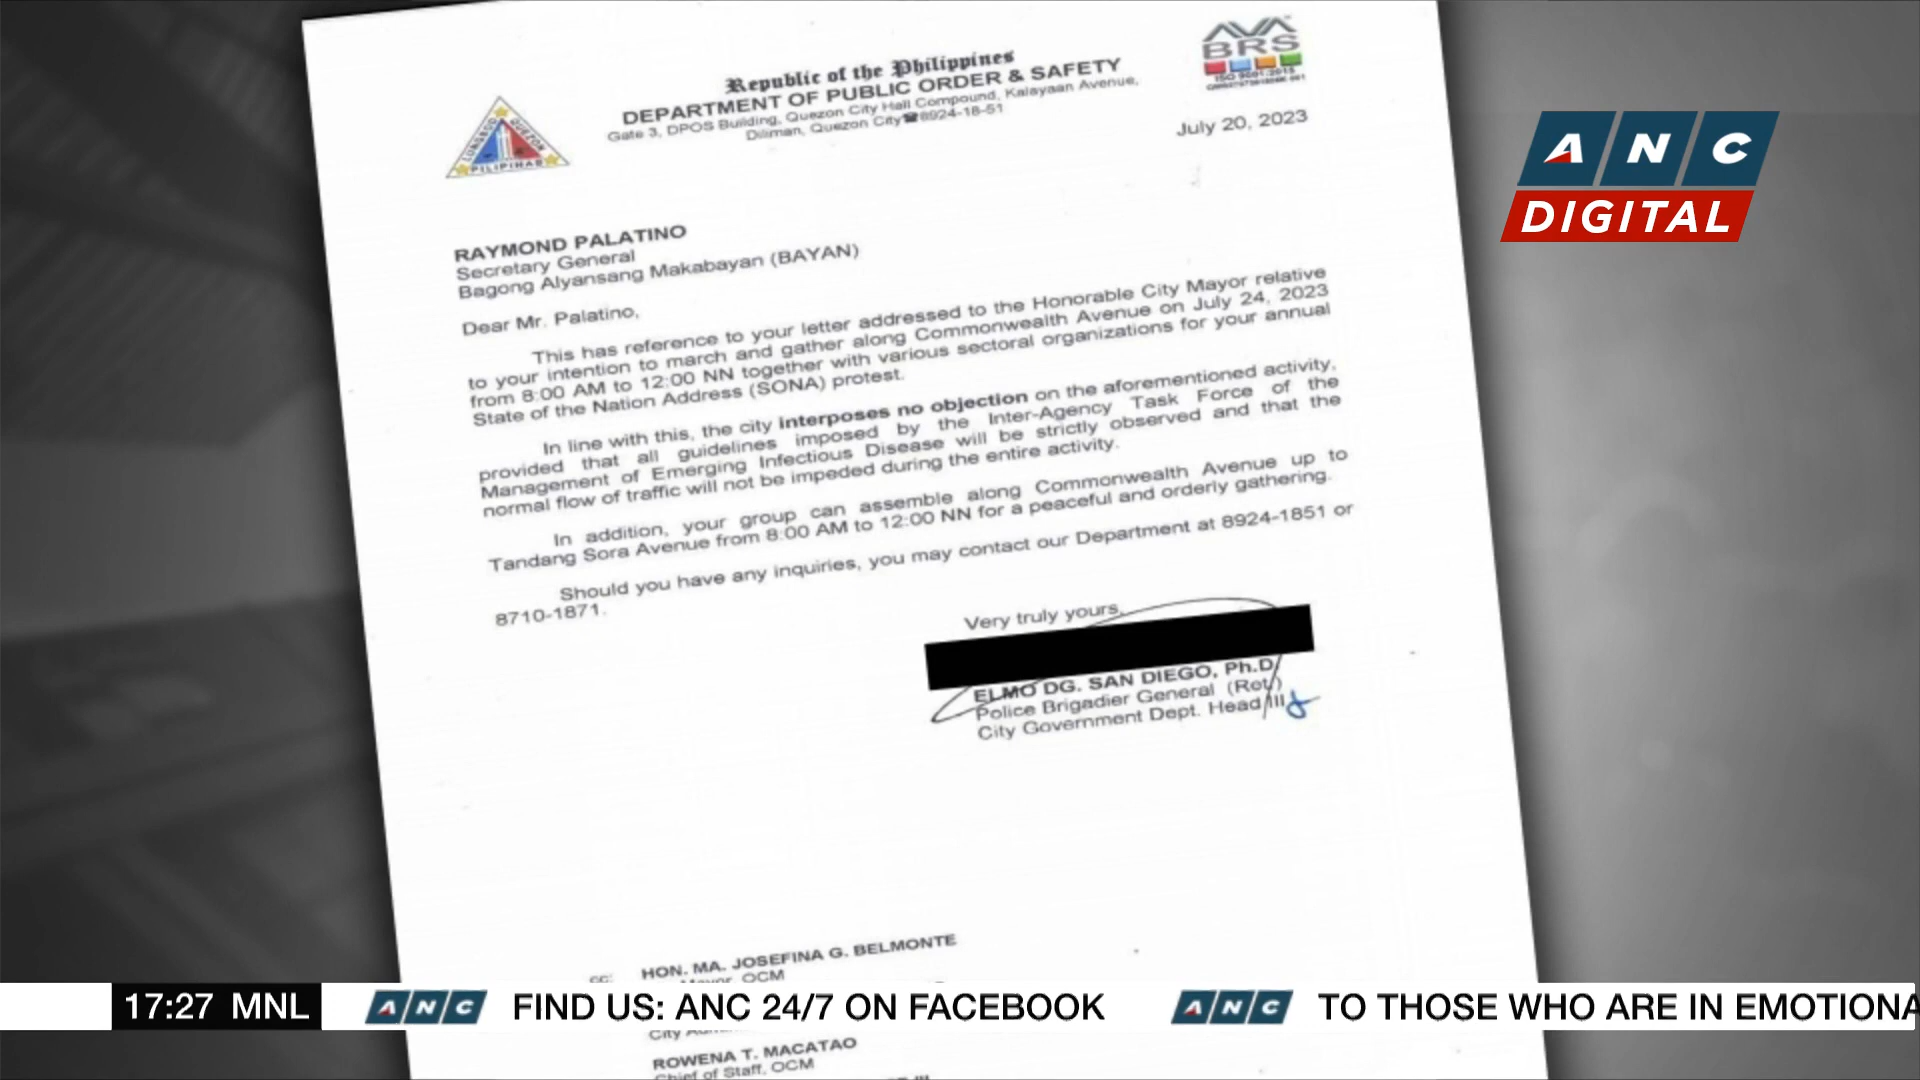 Republic of the Philippines
DEPARTMENT OF PUBLIC ORDER & SAFETY
Gate 3, DPOS Building, Quezon City Hall Compound, Kalayaan Avenue,
Diliman, Quezon City☎8924-18-51
LUNGSOD QUEZON
PILIPINAS
AVA
BRS
ISO 9001:2015
July 20, 2023
ANC
DIGITAL
RAYMOND PALATINO
Secretary General
Bagong Alyansang Makabayan (BAYAN)
Dear Mr. Palatino,
This has reference to your letter addressed to the Honorable City Mayor relative
to your intention to march and gather along Commonwealth Avenue on July 24, 2023
from 8:00 AM to 12:00 NN together with various sectoral organizations for your annual
State of the Nation Address (SONA) protest.
In line with this, the city interposes no objection on the aforementioned activity,
provided that all guidelines imposed by the Inter-Agency Task Force of the
Management of Emerging Infectious Disease will be strictly observed and that the
normal flow of traffic will not be impeded during the entire activity.
In addition, your group can assemble along Commonwealth Avenue up to
Tandang Sora Avenue from 8:00 AM to 12:00 NN for a peaceful and orderly gathering.
Should you have any inquiries, you may contact our Department at 8924-1851 or
8710-1871.
Very truly yours,
ELMO DG. SAN DIEGO, Ph.D
Police Brigadier General (Ret.)
City Government Dept. Head III
cc: HON. MA. JOSEFINA G. BELMONTE
Mayor, OCM
17:27 MNL ANC FIND US: ANC 24/7 ON FACEBOOK ANC TO THOSE WHO ARE IN EMOTIONA
City
ROWENA T. MACATAO
Chief of Staff, OCM